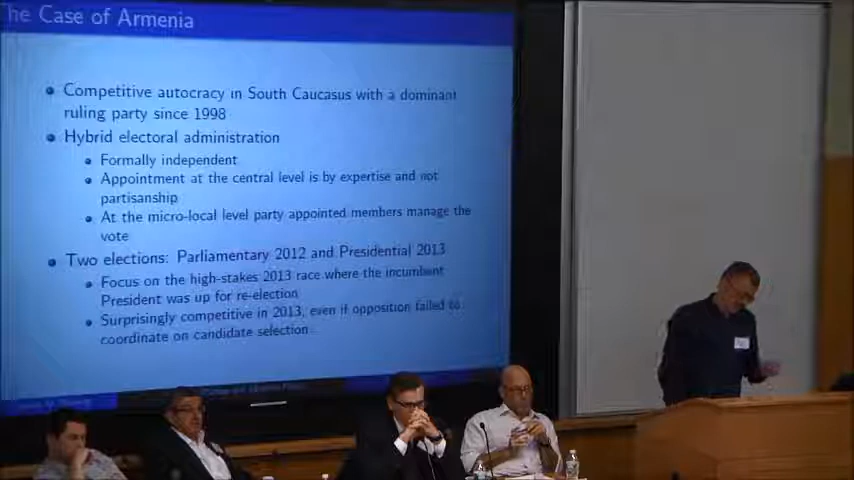 The Case of Armenia
Competitive autocracy in South Caucasus with a dominant
ruling party since 1998
Hybrid electoral administration
Formally independent
Appointment at the central level is by expertise and not
partisanship
At the micro-local level party appointed members manage the
vote
Two elections: Parliamentary 2012 and Presidential 2013
Focus on the high-stakes 2013 race where the incumbent
President was up for re-election
Surprisingly competitive in 2013, even if opposition failed to
coordinate on candidate selection